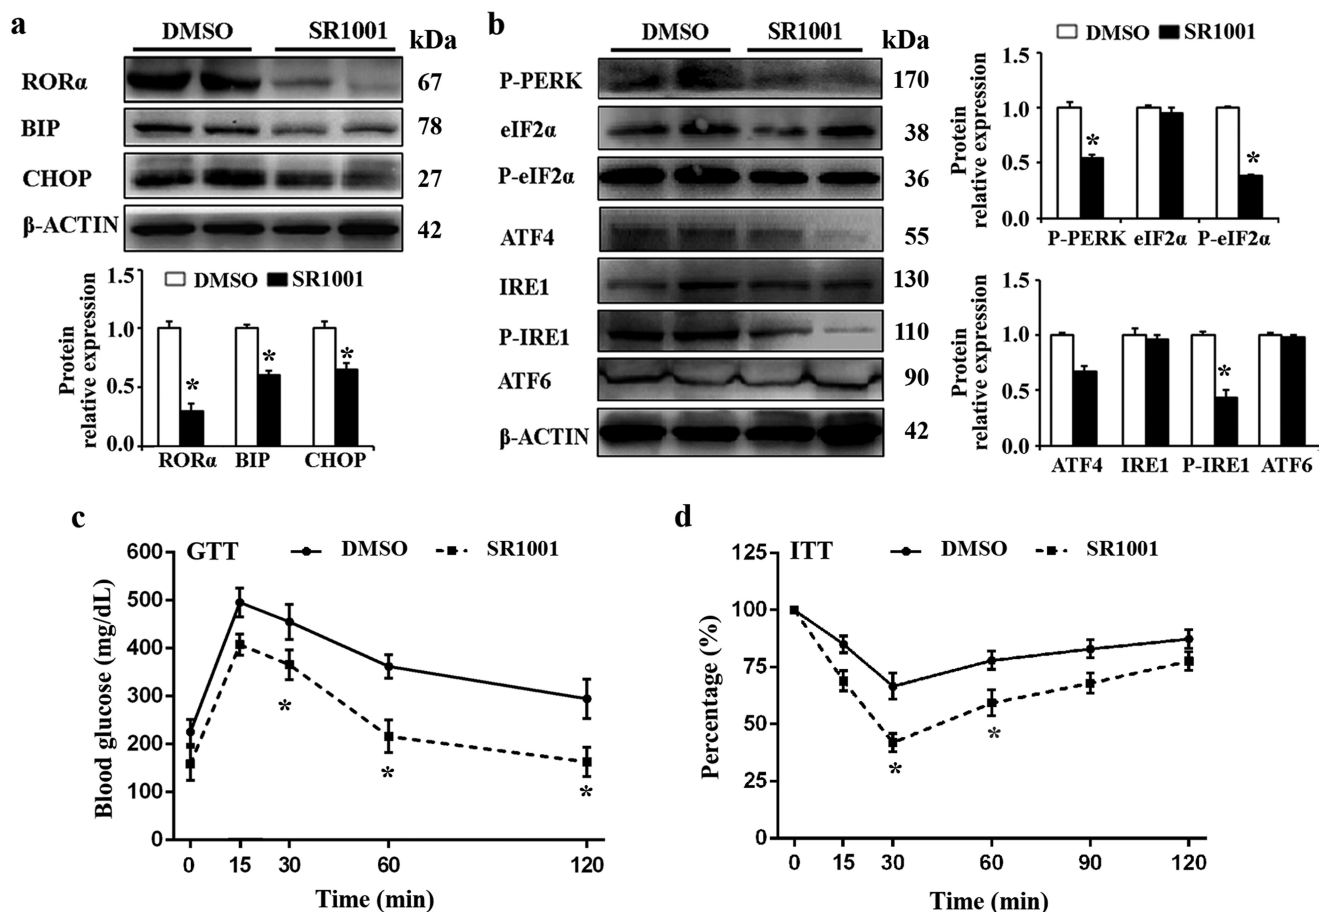 a
DMSO SR1001 kDa
RORα 67
BIP 78
CHOP 27
β-ACTIN 42
DMSO SR1001
Protein
relative expression
1.5
1.0
0.5
0.0
* * *
RORα BIP CHOP
b
DMSO SR1001 kDa
P-PERK 170
eIF2α 38
P-eIF2α 36
ATF4 55
IRE1 130
P-IRE1 110
ATF6 90
β-ACTIN 42
DMSO SR1001
Protein
relative expression
1.5
1.0
0.5
1.0
* *
P-PERK eIF2α P-eIF2α
DMSO SR1001
Protein
relative expression
1.5
1.0
0.5
0.0
*
ATF4 IRE1 P-IRE1 ATF6
c
GTT DMSO SR1001
Blood glucose (mg/dL)
600
500
400
300
200
100
0
* * *
0 15 30 60 120
Time (min)
d
ITT DMSO SR1001
Percentage (%)
125
100
75
50
25
0
* *
0 15 30 60 90 120
Time (min)